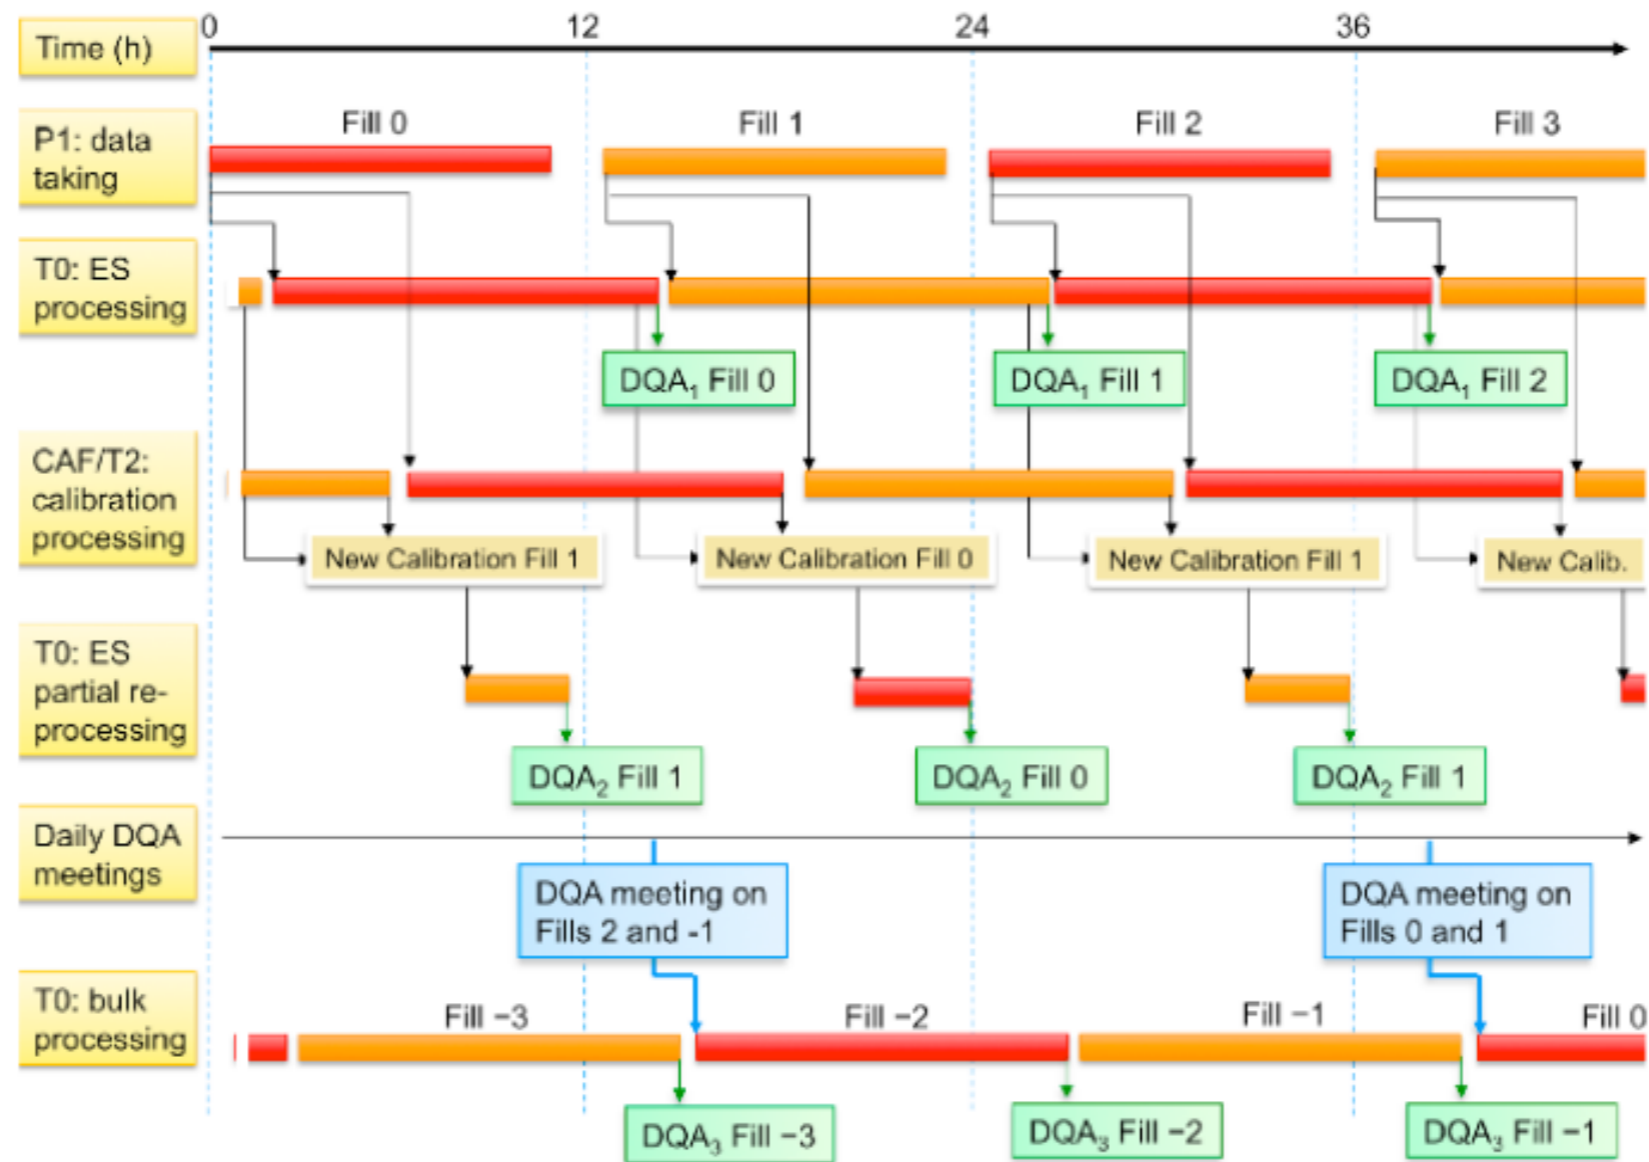 0 12 24 36
Time (h)
Fill 0 Fill 1 Fill 2 Fill 3
P1: data
taking
T0: ES
processing
DQA₁ Fill 0 DQA₁ Fill 1 DQA₁ Fill 2
CAF/T2:
calibration
processing
New Calibration Fill 1 New Calibration Fill 0 New Calibration Fill 1 New Calib.
T0: ES
partial re-
processing
DQA₂ Fill 1 DQA₂ Fill 0 DQA₂ Fill 1
Daily DQA
meetings
DQA meeting on
Fills 2 and -1
DQA meeting on
Fills 0 and 1
T0: bulk
processing
Fill −3 Fill −2 Fill −1 Fill 0
DQA₃ Fill −3 DQA₃ Fill −2 DQA₃ Fill −1